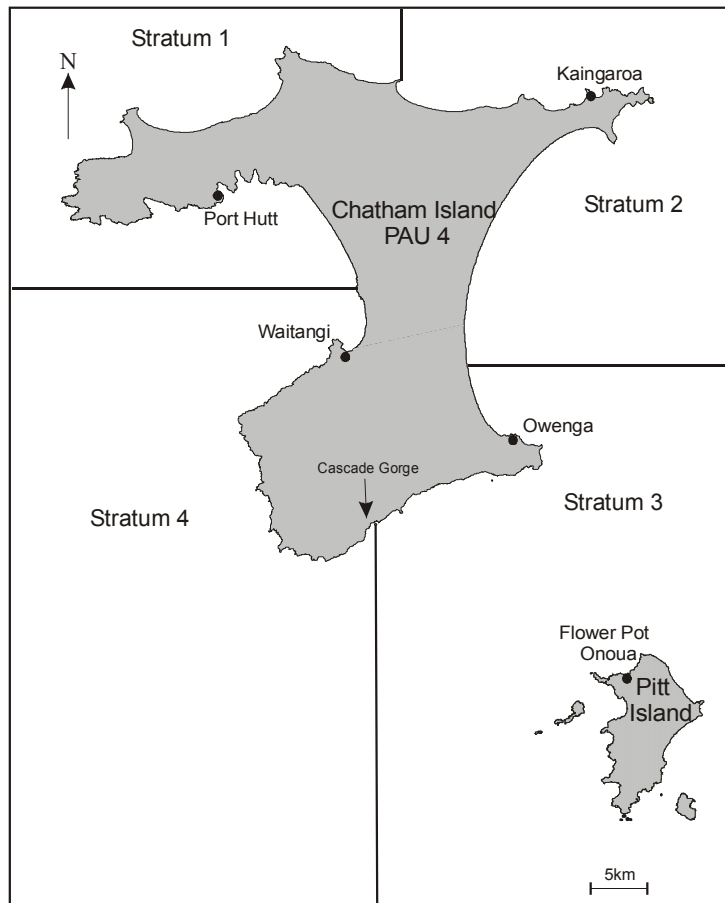 Stratum 1
N
Kaingaroa
Port Hutt
Chatham Island
PAU 4
Stratum 2
Waitangi
Owenga
Cascade Gorge
Stratum 4
Stratum 3
Flower Pot
Onoua
Pitt
Island
5km